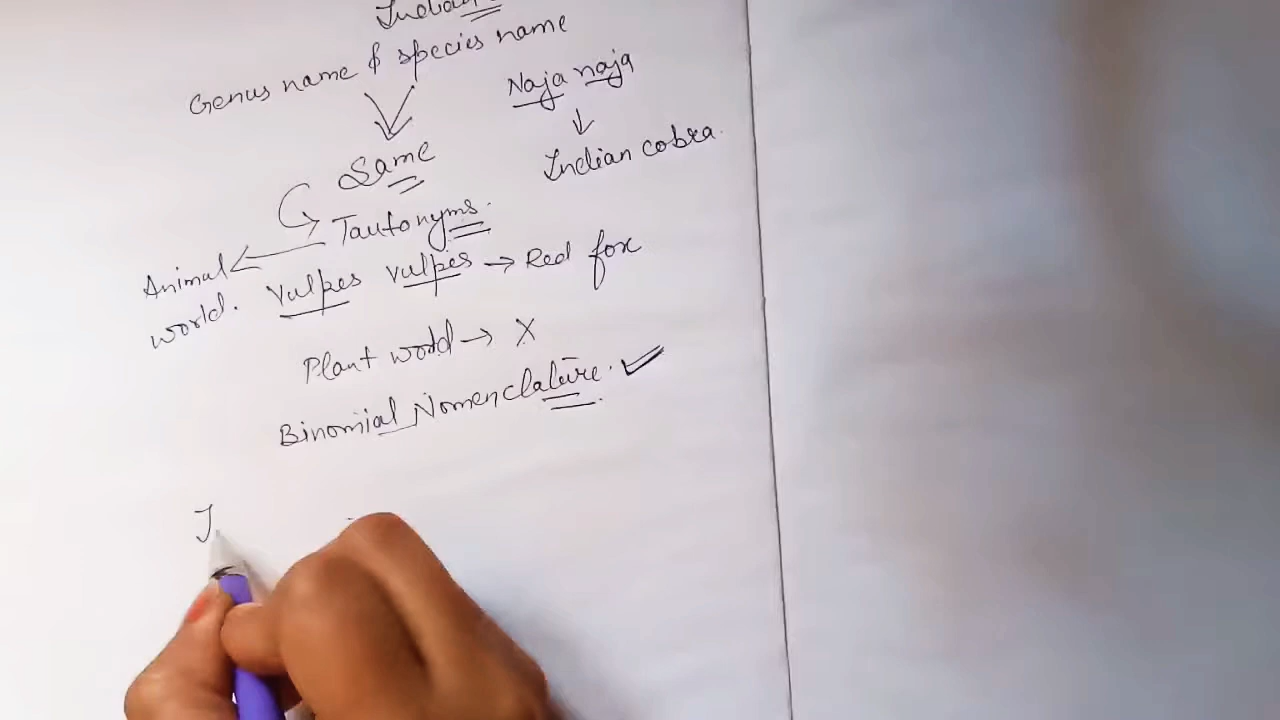 Indian
Genus name & species name
Naja naja
Same
Indian cobra.
Tautonyms.
Animal world.
Vulpes vulpes → Red fox
Plant world → X
Binomial Nomenclature. ✓
I